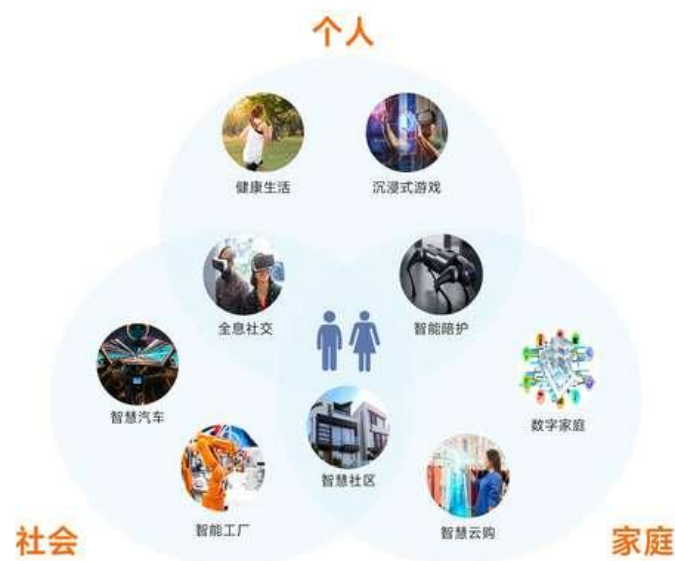 个人
健康生活
沉浸式游戏
全息社交
智能陪护
智慧汽车
数字家庭
智慧社区
智能工厂
智慧云购
社会
家庭